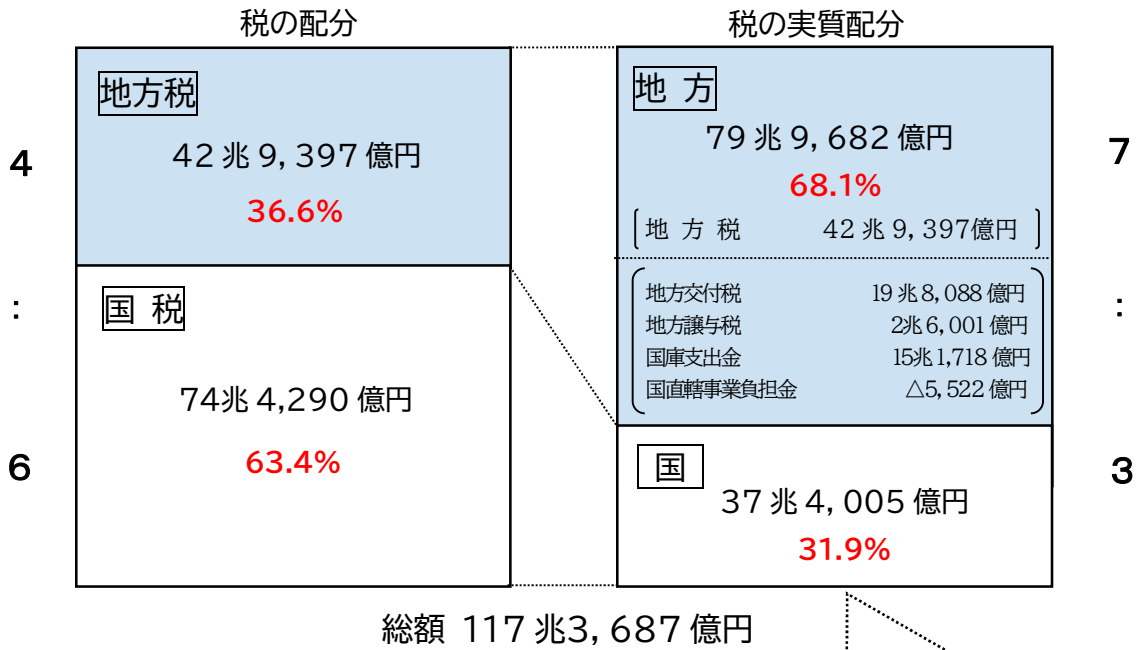 税の配分
税の実質配分
地方税
42兆9,397億円
36.6%
国税
74兆4,290億円
63.4%
4
:
6
地方
79兆9,682億円
68.1%
地方税 42兆9,397億円
地方交付税 19兆8,088億円
地方譲与税 2兆6,001億円
国庫支出金 15兆1,718億円
国直轄事業負担金 △5,522億円
国
37兆4,005億円
31.9%
7
:
3
総額 117兆3,687億円